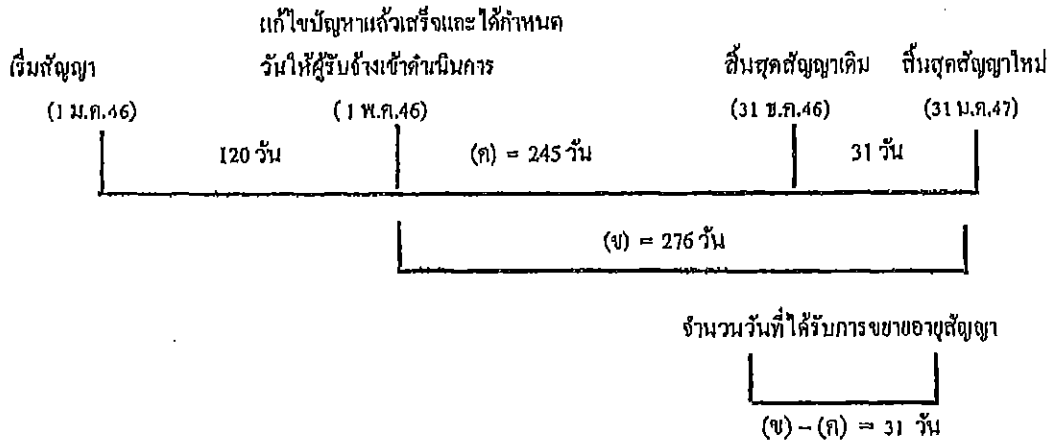 แก้ไขปัญหาแล้วเสร็จและได้กำหนด
เริ่มสัญญา วันให้ผู้รับจ้างเข้าดำเนินการ สิ้นสุดสัญญาเดิม สิ้นสุดสัญญาใหม่
(1 ม.ค.46) (1 พ.ค.46) (31 ธ.ค.46) (31 ม.ค.47)
120 วัน (ค) = 245 วัน 31 วัน
(ข) = 276 วัน
จำนวนวันที่ได้รับการขยายอายุสัญญา
(ข) – (ค) = 31 วัน